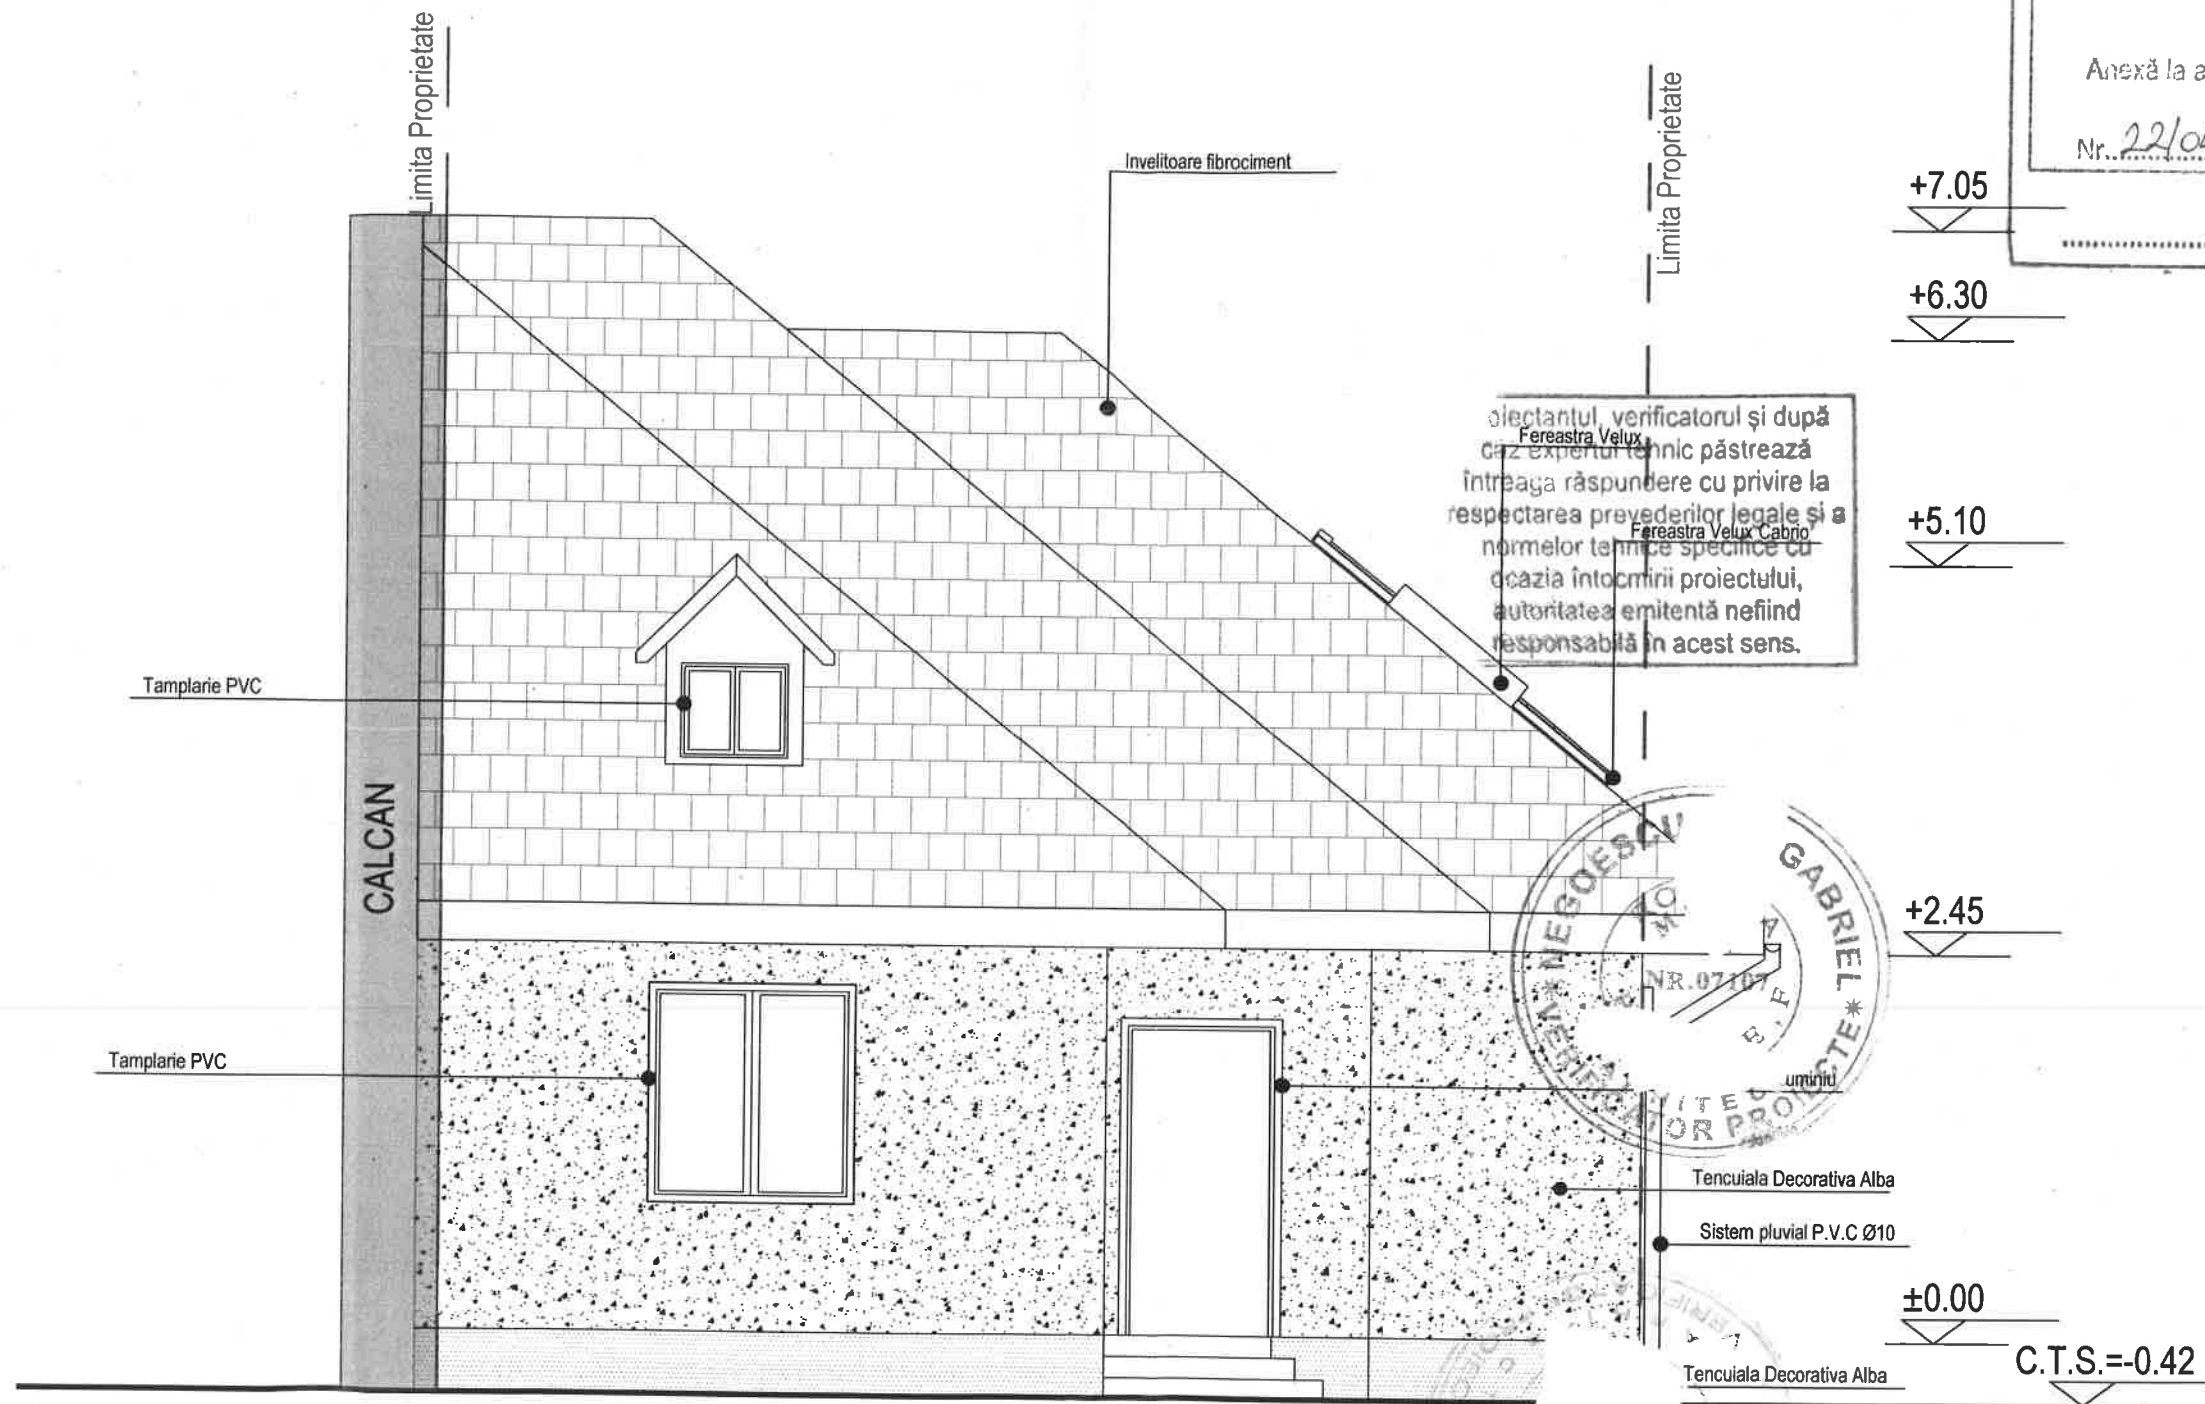 Limita Proprietate
Limita Proprietate
Anexă la a
Nr.
Invelitoare fibrociment
+7.05
+6.30
verificatorul și după
Fereastra Velux
caz expertul tehnic păstrează
întreaga răspundere cu privire la
respectarea prevederilor legale și a
Fereastra Velux Cabrio
normelor tehnice specifice cu
ocazia întocmirii proiectului,
autoritatea emitentă nefiind
responsabilă în acest sens.
+5.10
Tamplarie PVC
CALCAN
+2.45
NEGOESCU GABRIEL
* VERIFICATOR PROIECTE *
NR.07107
Tamplarie PVC
uminiu
Tencuiala Decorativa Alba
Sistem pluvial P.V.C Ø10
±0.00
C.T.S.=-0.42
Tencuiala Decorativa Alba